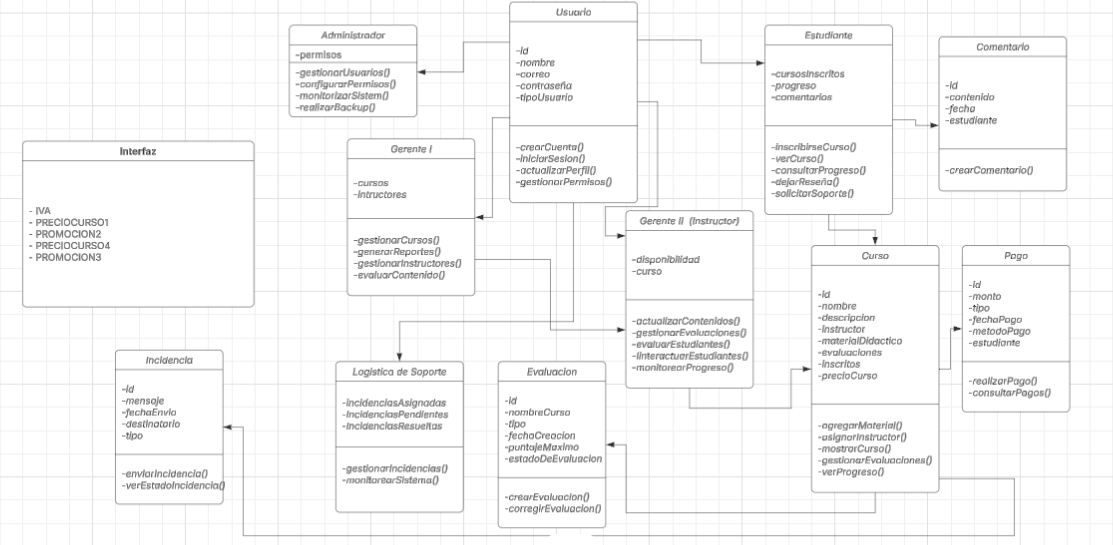 Usuario
-id
-nombre
-correo
-contraseña
-tipoUsuario
-crearCuenta()
-iniciarSesion()
-actualizarPerfil()
-gestionarPermisos()
Administrador
-permisos
-gestionarUsuarios()
-configurarPermisos()
-monitorizarSistem()
-realizarBackup()
Estudiante
-cursosInscritos
-progreso
-comentarios
-inscribirseCurso()
-verCurso()
-consultarProgreso()
-dejarReseña()
-solicitarSoporte()
Comentario
-id
-contenido
-fecha
-estudiante
-crearComentario()
Interfaz
- IVA
- PRECIOCURSO1
- PROMOCION2
- PRECIOCURSO4
- PROMOCION3
Gerente I
-cursos
-intructores
-gestionarCursos()
-generarReportes()
-gestionarInstructores()
-evaluarContenido()
Gerente II (Instructor)
-disponibilidad
-curso
-actualizarContenidos()
-gestionarEvaluaciones()
-evaluarEstudiantes()
-iinteractuarEstudiantes()
-monitorearProgreso()
Curso
-id
-nombre
-descripcion
-instructor
-materialDidactico
-evaluaciones
-inscritos
-precioCurso
-agregarMaterial()
-asignarInstructor()
-mostrarCurso()
-gestionarEvaluaciones()
-verProgreso()
Pago
-id
-monto
-tipo
-fechaPago
-metodoPago
-estudiante
-realizarPago()
-consultarPagos()
Incidencia
-id
-mensaje
-fechaEnvio
-destinatario
-tipo
-enviarIncidencia()
-verEstadoIncidencia()
Logistica de Soporte
-incidenciasAsignadas
-IncidenciasPendientes
-IncidenciasResueltas
-gestionarIncidencias()
-monitorearSistema()
Evaluacion
-id
-nombreCurso
-tipo
-fechaCreacion
-puntajeMaximo
-estadoDeEvaluacion
-crearEvaluacion()
-corregirEvaluacion()